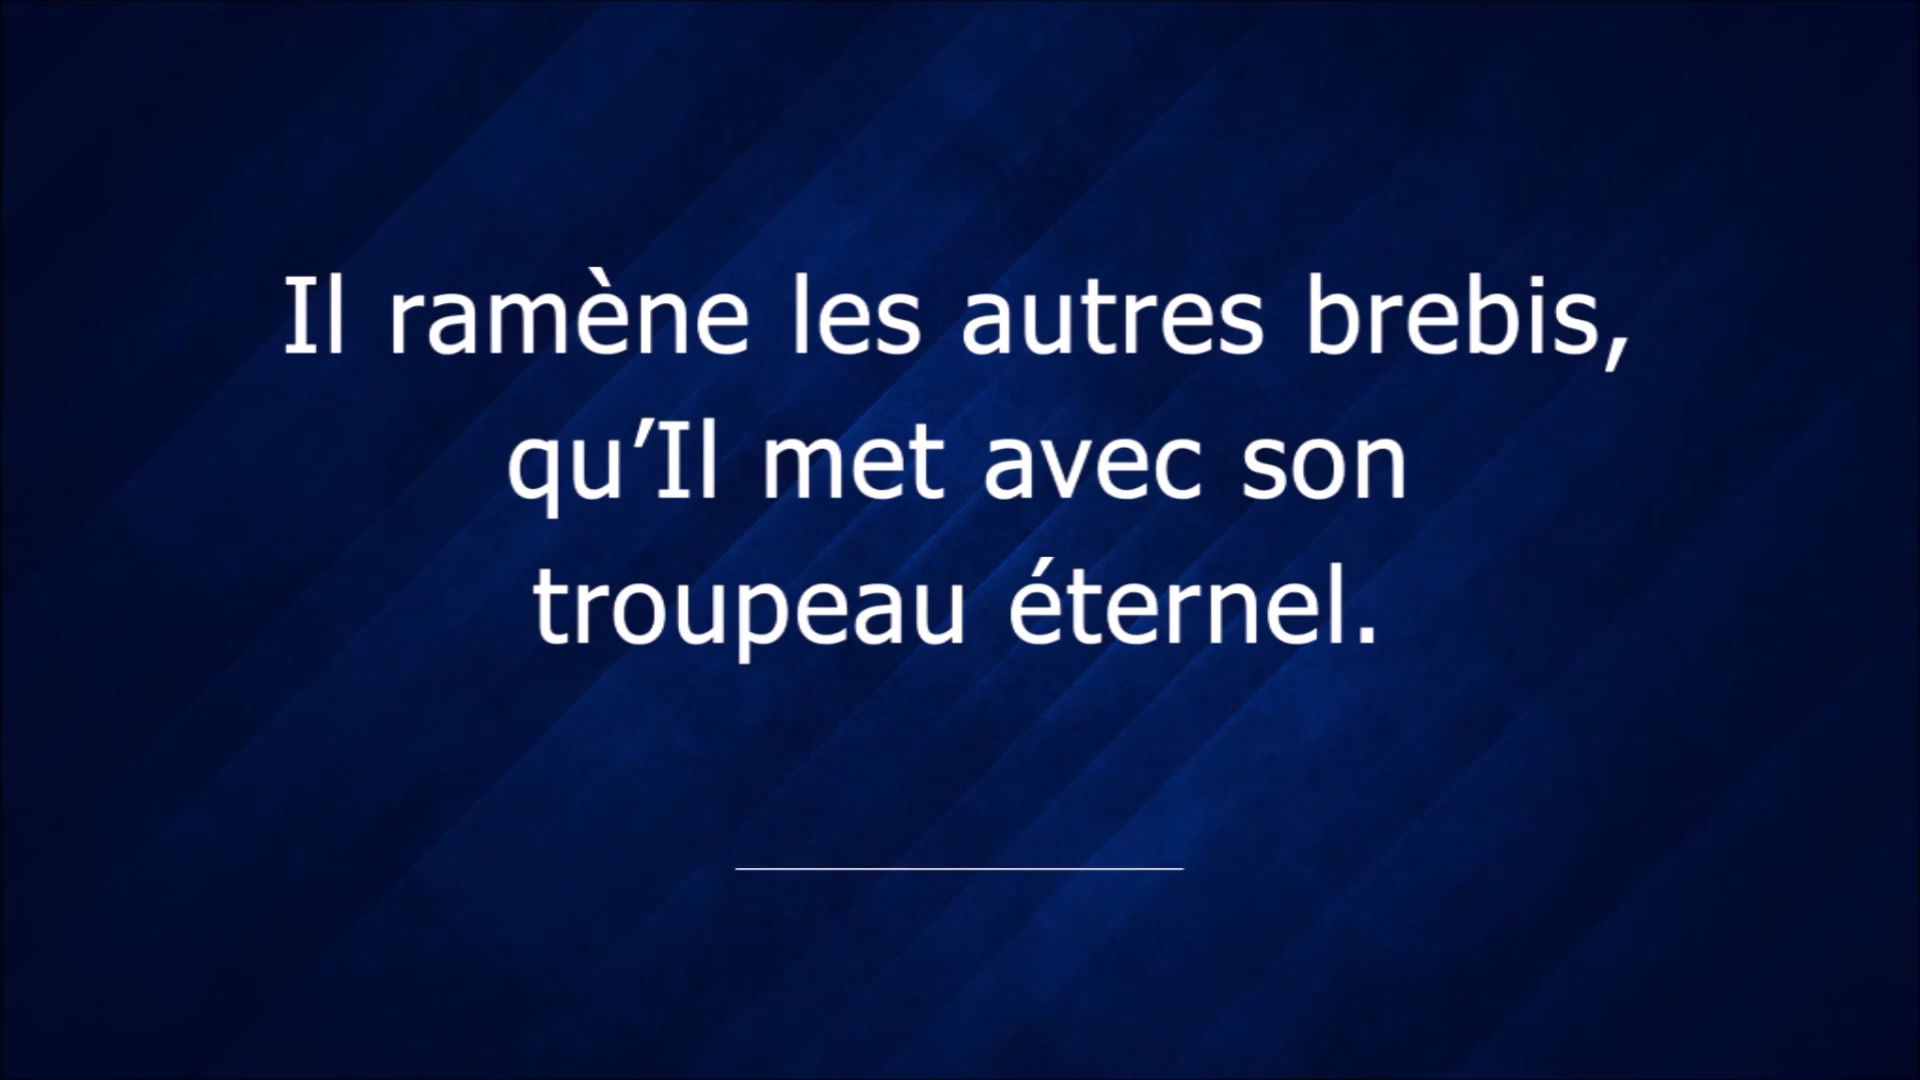 Il ramène les autres brebis,
qu’Il met avec son
troupeau éternel.